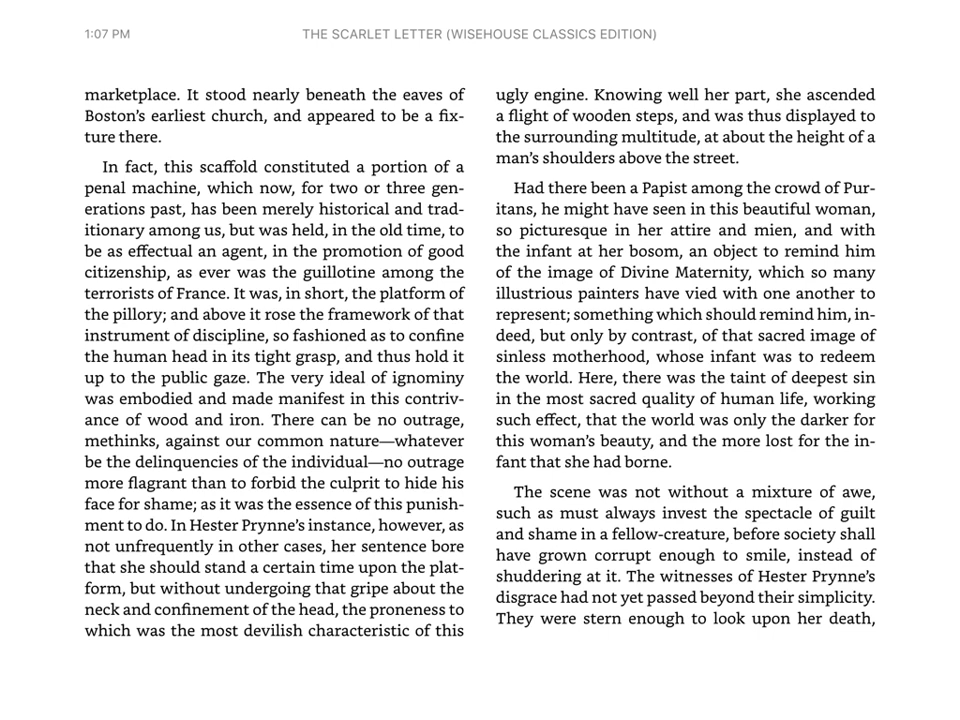 1:07 PM
THE SCARLET LETTER (WISEHOUSE CLASSICS EDITION)
marketplace. It stood nearly beneath the eaves of
Boston’s earliest church, and appeared to be a fix-
ture there.
In fact, this scaffold constituted a portion of a
penal machine, which now, for two or three gen-
erations past, has been merely historical and trad-
itionary among us, but was held, in the old time, to
be as effectual an agent, in the promotion of good
citizenship, as ever was the guillotine among the
terrorists of France. It was, in short, the platform of
the pillory; and above it rose the framework of that
instrument of discipline, so fashioned as to confine
the human head in its tight grasp, and thus hold it
up to the public gaze. The very ideal of ignominy
was embodied and made manifest in this contriv-
ance of wood and iron. There can be no outrage,
methinks, against our common nature—whatever
be the delinquencies of the individual—no outrage
more flagrant than to forbid the culprit to hide his
face for shame; as it was the essence of this punish-
ment to do. In Hester Prynne’s instance, however, as
not unfrequently in other cases, her sentence bore
that she should stand a certain time upon the plat-
form, but without undergoing that gripe about the
neck and confinement of the head, the proneness to
which was the most devilish characteristic of this
ugly engine. Knowing well her part, she ascended
a flight of wooden steps, and was thus displayed to
the surrounding multitude, at about the height of a
man’s shoulders above the street.
Had there been a Papist among the crowd of Pur-
itans, he might have seen in this beautiful woman,
so picturesque in her attire and mien, and with
the infant at her bosom, an object to remind him
of the image of Divine Maternity, which so many
illustrious painters have vied with one another to
represent; something which should remind him, in-
deed, but only by contrast, of that sacred image of
sinless motherhood, whose infant was to redeem
the world. Here, there was the taint of deepest sin
in the most sacred quality of human life, working
such effect, that the world was only the darker for
this woman’s beauty, and the more lost for the in-
fant that she had borne.
The scene was not without a mixture of awe,
such as must always invest the spectacle of guilt
and shame in a fellow-creature, before society shall
have grown corrupt enough to smile, instead of
shuddering at it. The witnesses of Hester Prynne’s
disgrace had not yet passed beyond their simplicity.
They were stern enough to look upon her death,